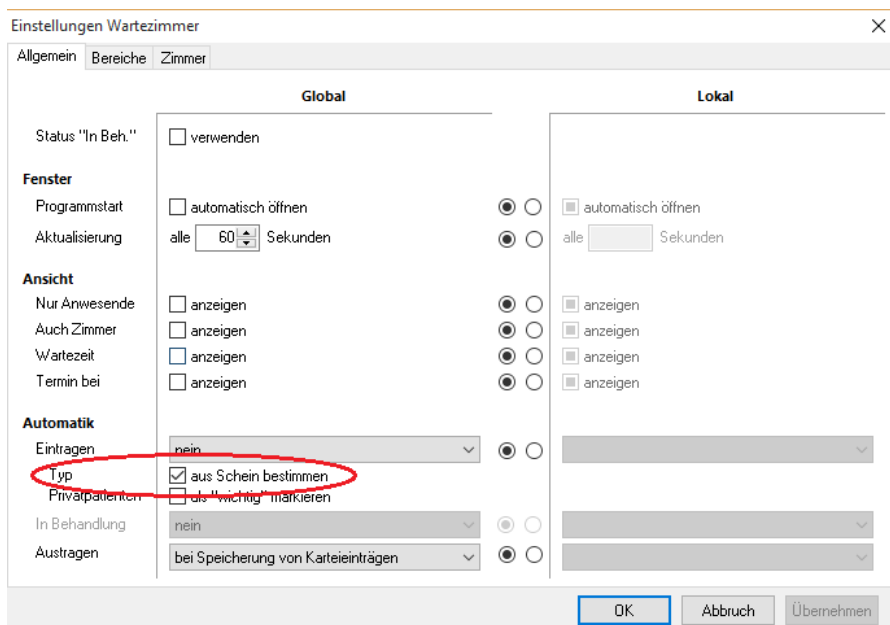 Einstellungen Wartezimmer
Allgemein Bereiche Zimmer
Global Lokal
Status "In Beh." verwenden
Fenster
Programmstart automatisch öffnen automatisch öffnen
Aktualisierung alle 60 Sekunden alle Sekunden
Ansicht
Nur Anwesende anzeigen anzeigen
Auch Zimmer anzeigen anzeigen
Wartezeit anzeigen anzeigen
Termin bei anzeigen anzeigen
Automatik
Eintragen nein
Typ aus Schein bestimmen
Privatpatienten als "wichtig" markieren
In Behandlung nein
Austragen bei Speicherung von Karteieinträgen
OK Abbruch Übernehmen